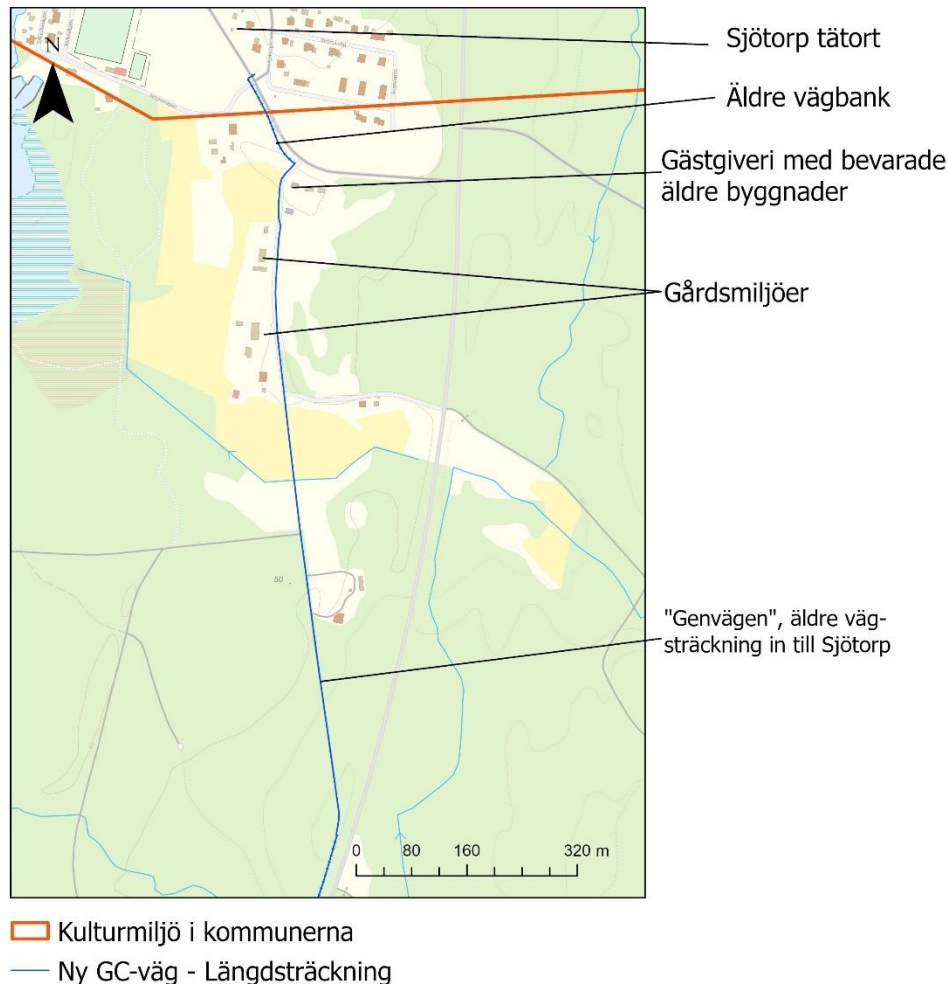 Sjötorp tätort
N
Äldre vägbank
Gästgiveri med bevarade
äldre byggnader
Gårdsmiljöer
50
"Genvägen", äldre väg-
sträckning in till Sjötorp
0 80 160 320 m
Kulturmiljö i kommunerna
Ny GC-väg - Längdsträckning